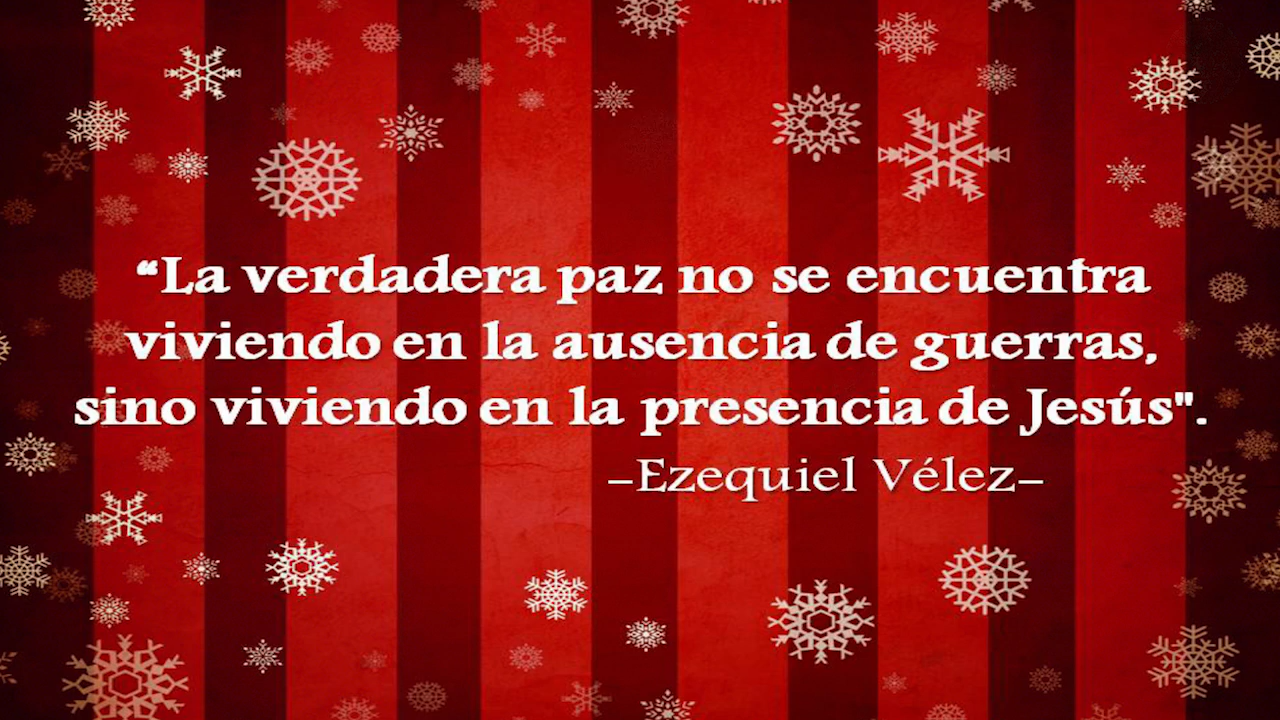 “La verdadera paz no se encuentra
viviendo en la ausencia de guerras,
sino viviendo en la presencia de Jesús".
–Ezequiel Vélez–